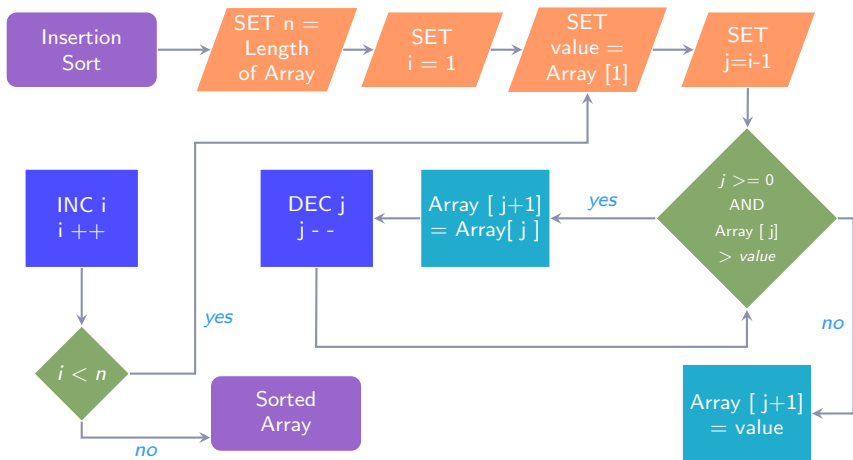 Insertion
Sort
SET n =
Length
of Array
SET
i = 1
SET
value =
Array [1]
SET
j=i-1
j >= 0
AND
Array [ j]
> value
yes
Array [ j+1]
= Array[ j ]
DEC j
j - -
no
Array [ j+1]
= value
INC i
i ++
i < n
yes
no
Sorted
Array